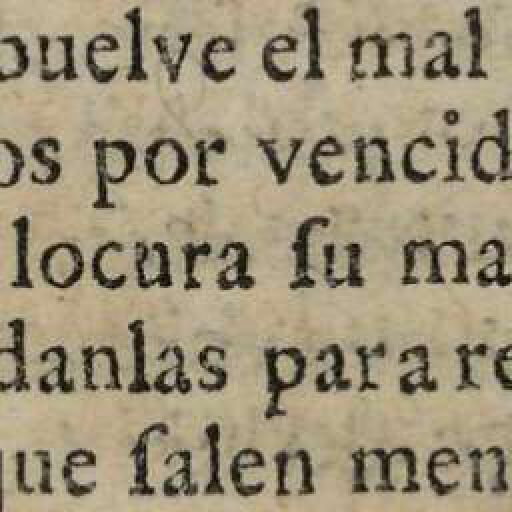 buelve el mal
os por vencid
locura ſu ma
danlas para re
que ſalen men